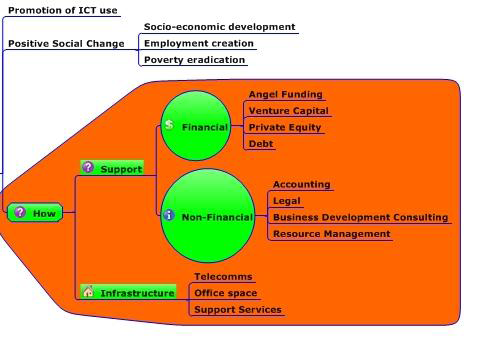 Promotion of ICT use
Positive Social Change
Socio-economic development
Employment creation
Poverty eradication
How
Support
$ Financial
Angel Funding
Venture Capital
Private Equity
Debt
Non-Financial
Accounting
Legal
Business Development Consulting
Resource Management
Infrastructure
Telecomms
Office space
Support Services